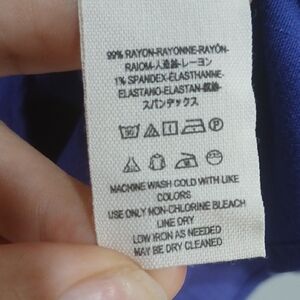 99% RAYON-RAYONNE-RAYÓN-
RAIOM-人造絲-レーヨン
1% SPANDEX-ÉLASTHANNE-
ELASTANO-ELASTAN-
スパンデックス
MACHINE WASH COLD WITH LIKE
COLORS
USE ONLY NON-CHLORINE BLEACH
LINE DRY
LOW IRON AS NEEDED
MAY BE DRY CLEANED